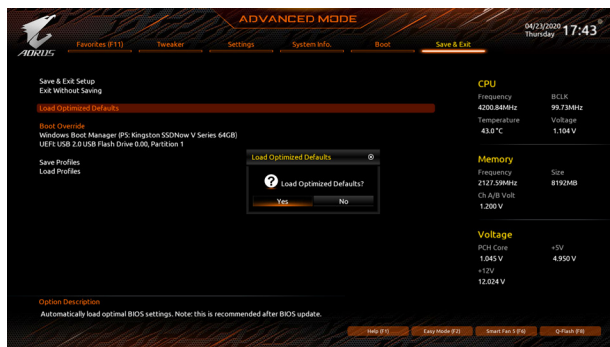 ADVANCED MODE
04/23/2020 Thursday 17:43
AORUS
Favorites (F11) Tweaker Settings System Info. Boot Save & Exit
Save & Exit Setup
Exit Without Saving
Load Optimized Defaults
Boot Override
Windows Boot Manager (P5: Kingston SSDNow V Series 64GB)
UEFI: USB 2.0 USB Flash Drive 0.00, Partition 1
Save Profiles
Load Profiles
Load Optimized Defaults
Load Optimized Defaults?
Yes No
CPU
Frequency BCLK
4200.84MHz 99.73MHz
Temperature Voltage
43.0 °C 1.104 V
Memory
Frequency Size
2127.59MHz 8192MB
Ch A/B Volt
1.200 V
Voltage
PCH Core +5V
1.045 V 4.950 V
+12V
12.024 V
Option Description
Automatically load optimal BIOS settings. Note: this is recommended after BIOS update.
Help (F1) Easy Mode (F2) Smart Fan 5 (F6) Q-Flash (F8)